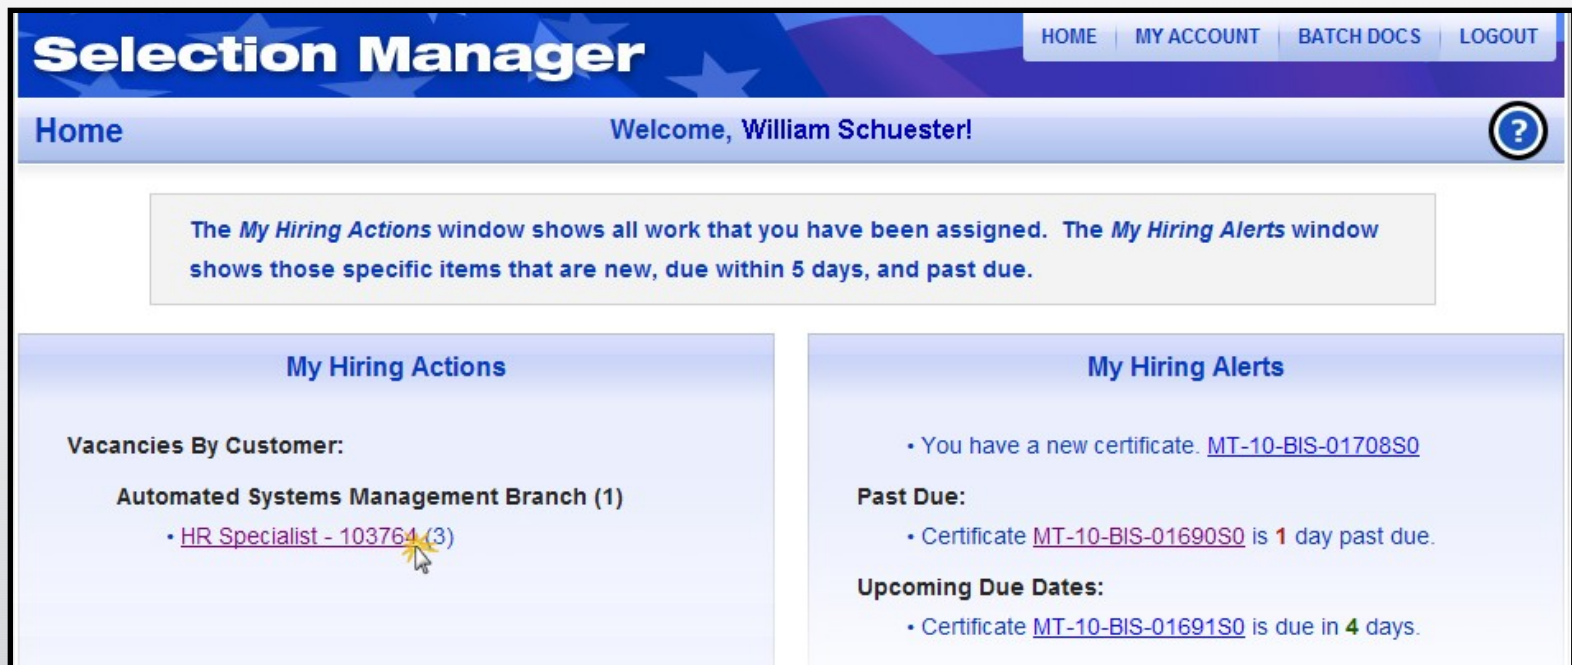 Selection Manager
HOME MY ACCOUNT BATCH DOCS LOGOUT
Home
Welcome, William Schuester!
?
The My Hiring Actions window shows all work that you have been assigned. The My Hiring Alerts window
shows those specific items that are new, due within 5 days, and past due.
My Hiring Actions
Vacancies By Customer:
Automated Systems Management Branch (1)
• HR Specialist - 103764 (3)
My Hiring Alerts
• You have a new certificate. MT-10-BIS-01708S0
Past Due:
• Certificate MT-10-BIS-01690S0 is 1 day past due.
Upcoming Due Dates:
• Certificate MT-10-BIS-01691S0 is due in 4 days.